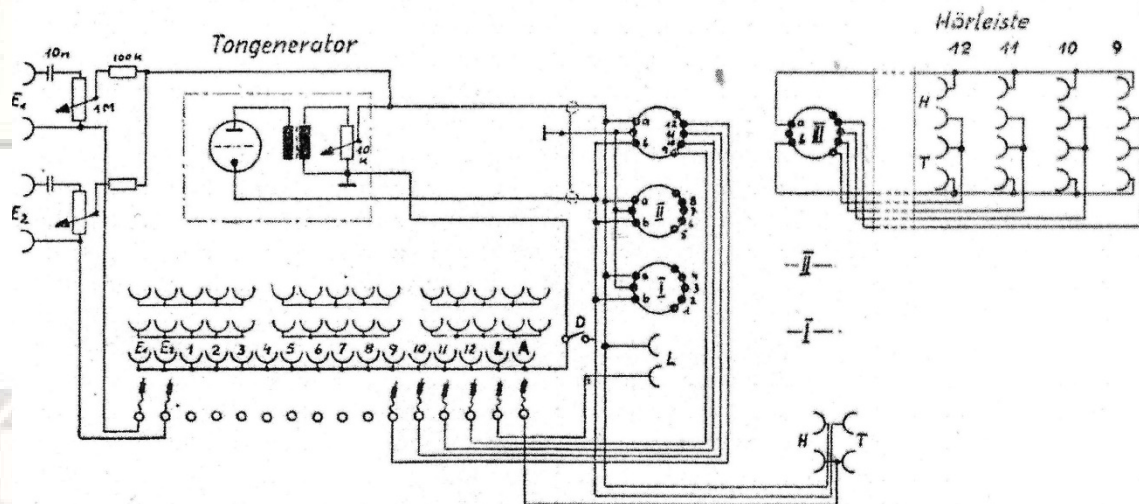 Hörleiste
Tongenerator
12 11 10 9
10n
100k
E1
1M
10 k
H
T
a
b
12
11
10
9
III
a
b
E2
II
a
b
8
7
6
5
I
a
b
4
3
2
1
-II-
-I-
D
L
E1 E2 1 2 3 4 5 6 7 8 9 10 11 12 L A
H T